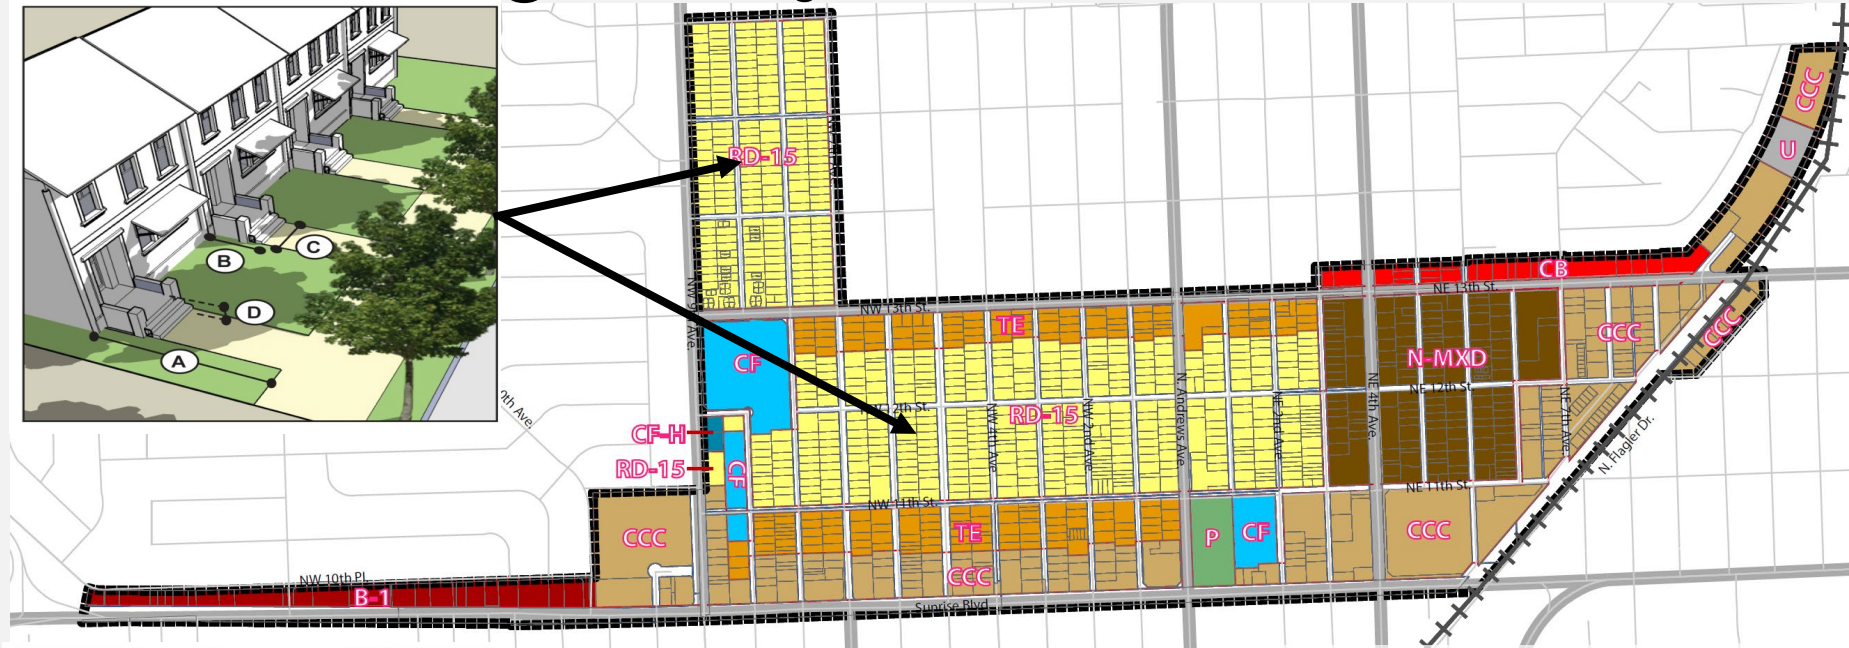 B
C
D
A
RD-15
CCC
U
CB
NE 13th St.
NW 13th St.
TE
CF
N-MXD
CCC
CCC
NE 12th St.
RD-15
NW 4th Ave.
NW 2nd Ave.
N. Andrews Ave.
NE 2nd Ave.
NE 4th Ave.
NE 7th Ave.
N. Flagler Dr.
CF-H
RD-15
CF
NE 11th St.
NW 11th St.
CCC
TE
P
CF
CCC
CCC
NW 10th Pl.
B-1
Sunrise Blvd